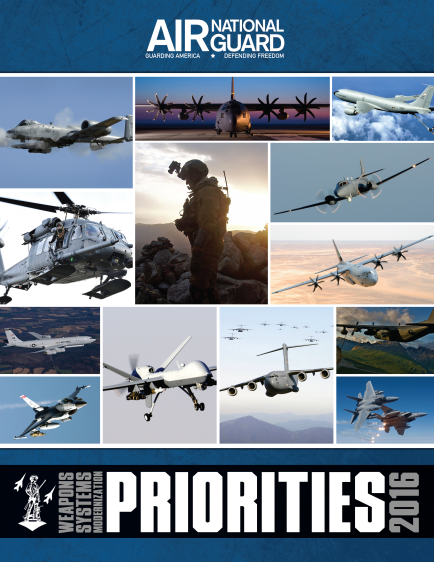 AIR NATIONAL GUARD
GUARDING AMERICA ★ DEFENDING FREEDOM
WEAPONS
SYSTEMS
MODERNIZATION
PRIORITIES
2016